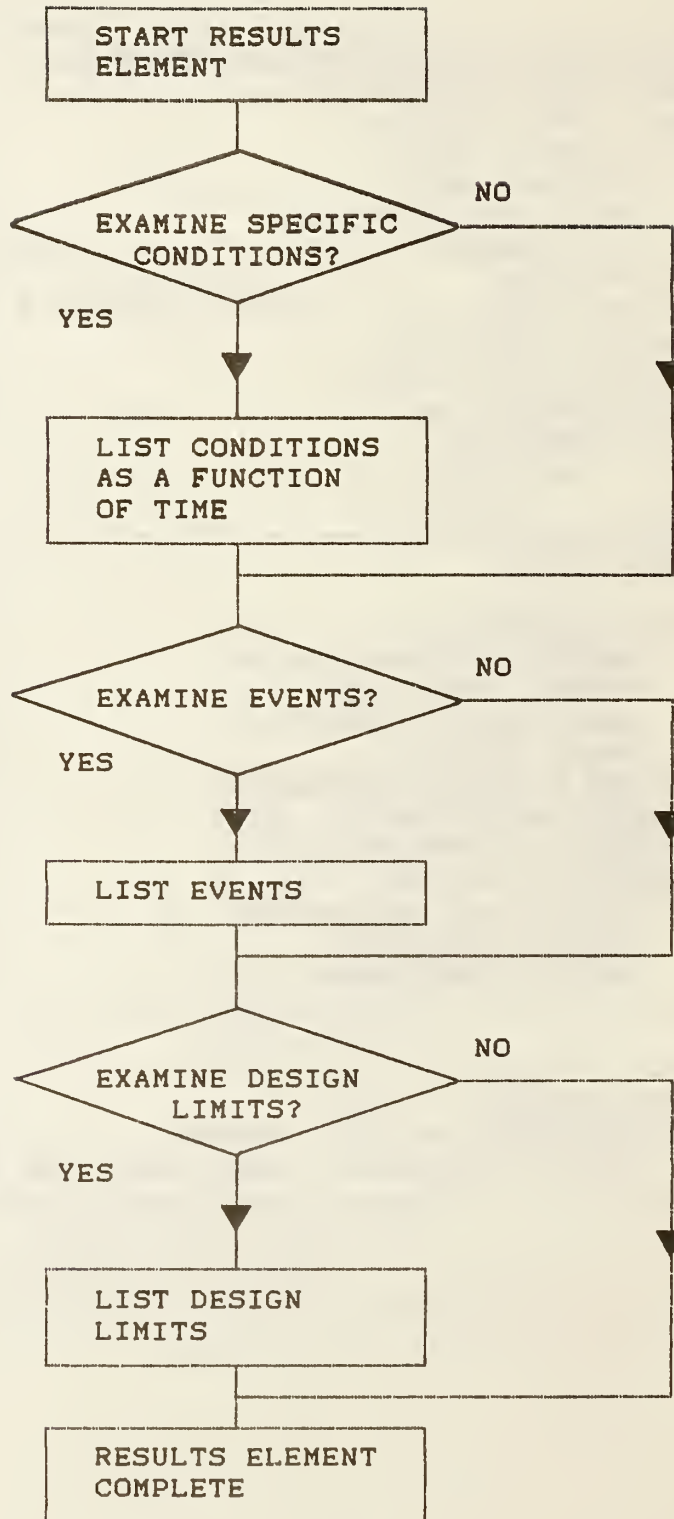 START RESULTS
ELEMENT
NO
EXAMINE SPECIFIC
CONDITIONS?
YES
LIST CONDITIONS
AS A FUNCTION
OF TIME
NO
EXAMINE EVENTS?
YES
LIST EVENTS
NO
EXAMINE DESIGN
LIMITS?
YES
LIST DESIGN
LIMITS
RESULTS ELEMENT
COMPLETE